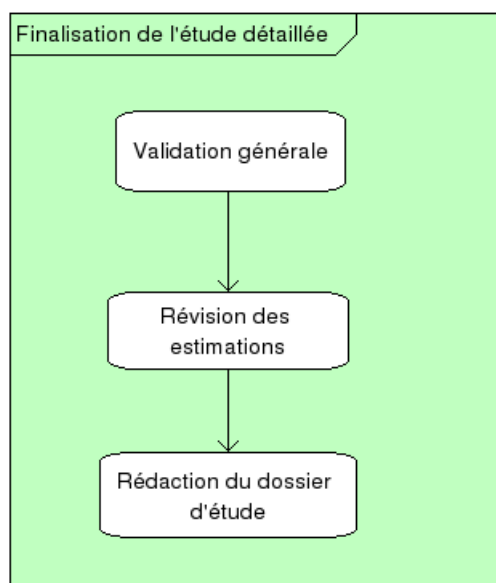 Finalisation de l'étude détaillée
Validation générale
Révision des
estimations
Rédaction du dossier
d'étude